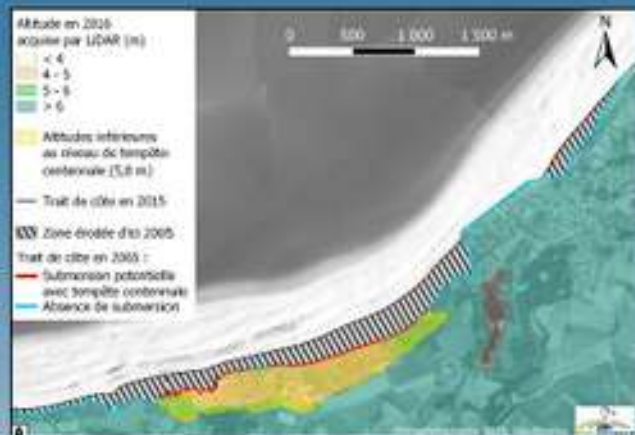 Altitude en 2016
acquise par LiDAR (m)
< 4
4 - 5
5 - 6
> 6
Altitudes inférieures
au niveau de tempête
centennale (5,8 m)
Trait de côte en 2015
Zone érodée d'ici 2065
Trait de côte en 2065 :
Submersion potentielle
avec tempête centennale
Absence de submersion
0 500 1 000 1 500 m
N
A